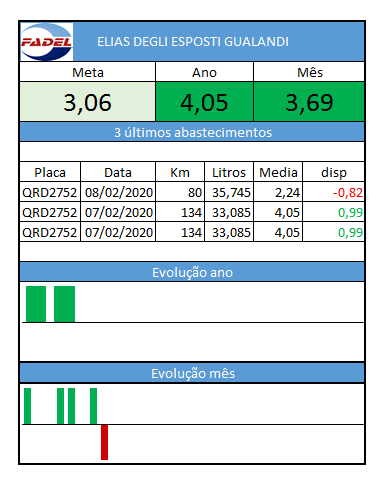 FADEL ELIAS DEGLI ESPOSTI GUALANDI
Meta Ano Mês
3,06 4,05 3,69
3 últimos abastecimentos
Placa Data Km Litros Media disp
QRD2752 08/02/2020 80 35,745 2,24 -0,82
QRD2752 07/02/2020 134 33,085 4,05 0,99
QRD2752 07/02/2020 134 33,085 4,05 0,99
Evolução ano
Evolução mês